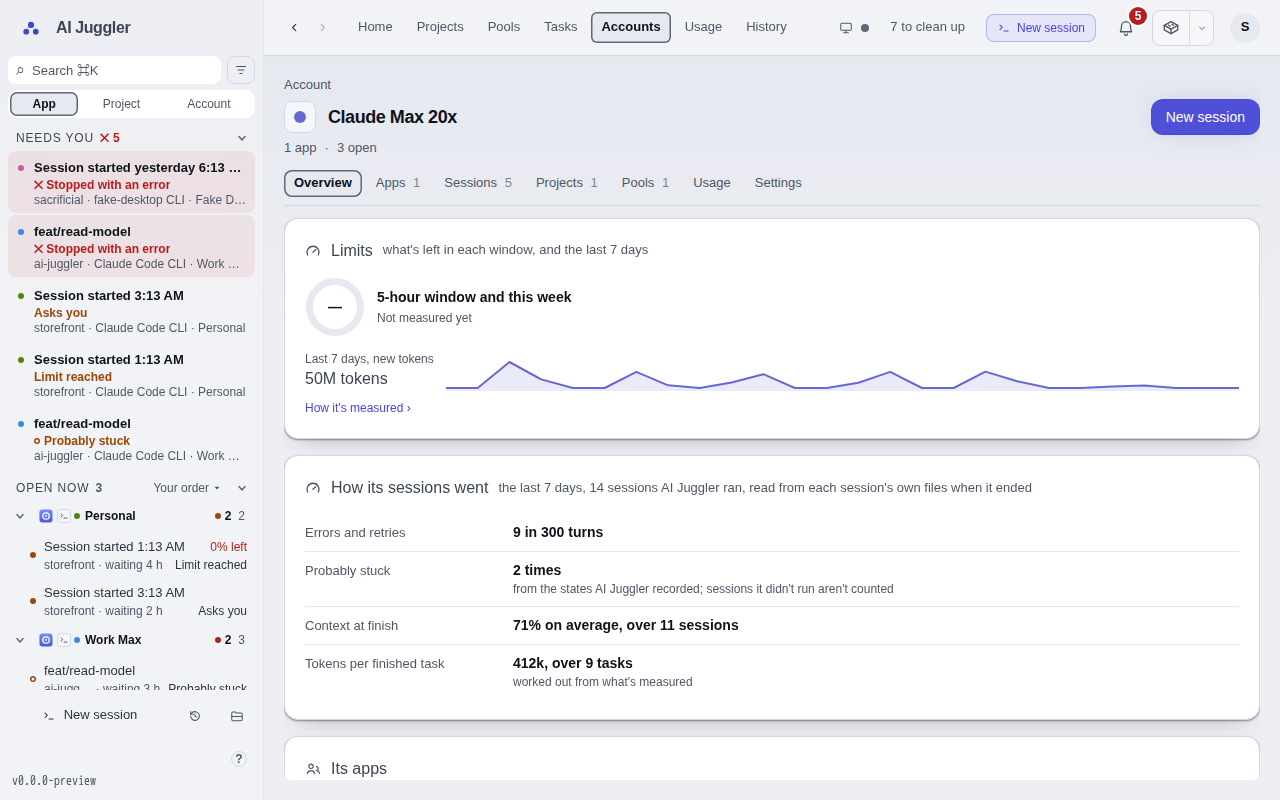 AI Juggler
Search ⌘K
App Project Account
NEEDS YOU 5
Session started yesterday 6:13 …
Stopped with an error
sacrificial · fake-desktop CLI · Fake D…
feat/read-model
Stopped with an error
ai-juggler · Claude Code CLI · Work …
Session started 3:13 AM
Asks you
storefront · Claude Code CLI · Personal
Session started 1:13 AM
Limit reached
storefront · Claude Code CLI · Personal
feat/read-model
Probably stuck
ai-juggler · Claude Code CLI · Work …
OPEN NOW 3 Your order
Personal 2 2
Session started 1:13 AM 0% left
storefront · waiting 4 h Limit reached
Session started 3:13 AM
storefront · waiting 2 h Asks you
Work Max 2 3
feat/read-model
ai-jugg… · waiting 3 h Probably stuck
New session
?
v0.0.0-preview
Home Projects Pools Tasks Accounts Usage History 7 to clean up New session 5 S
Account
Claude Max 20x New session
1 app · 3 open
Overview Apps 1 Sessions 5 Projects 1 Pools 1 Usage Settings
Limits what's left in each window, and the last 7 days
— 5-hour window and this week
Not measured yet
Last 7 days, new tokens
50M tokens
How it's measured ›
How its sessions went the last 7 days, 14 sessions AI Juggler ran, read from each session's own files when it ended
Errors and retries 9 in 300 turns
Probably stuck 2 times
from the states AI Juggler recorded; sessions it didn't run aren't counted
Context at finish 71% on average, over 11 sessions
Tokens per finished task 412k, over 9 tasks
worked out from what's measured
Its apps